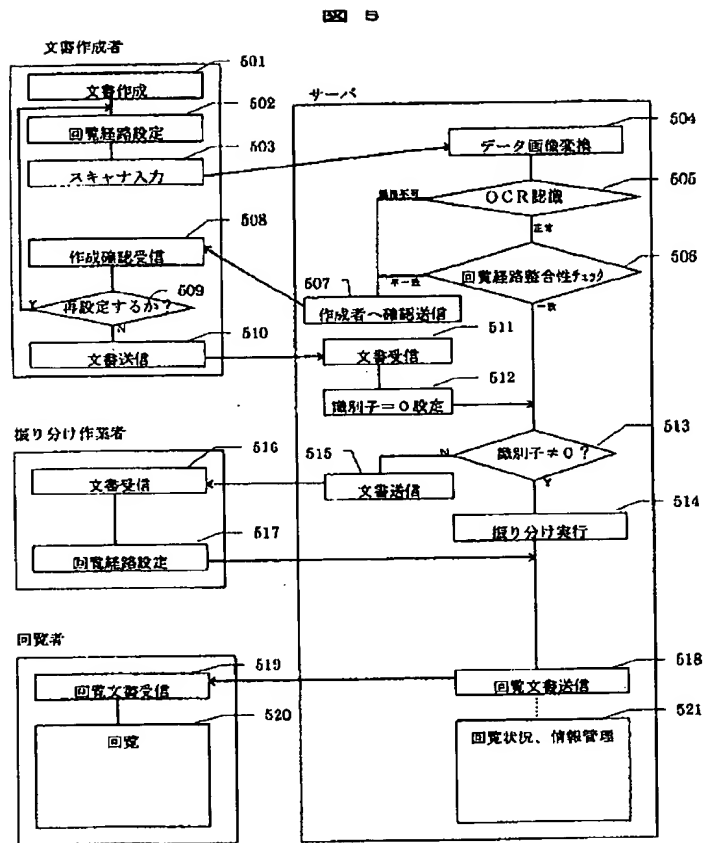 図 5
文書作成者
501
文書作成
502
回覧経路設定
503
スキャナ入力
508
作成確認受信
509
再設定するか?
Y
N
510
文書送信
サーバ
504
データ画像変換
505
OCR認識
認識不可
正常
506
回覧経路整合性チェック
不一致
一致
507
作成者へ確認送信
511
文書受信
512
識別子=0設定
513
識別子≠0?
N
Y
515
文書送信
514
振り分け実行
振り分け作業者
516
文書受信
517
回覧経路設定
回覧者
519
回覧文書受信
520
回覧
518
回覧文書送信
521
回覧状況、情報管理